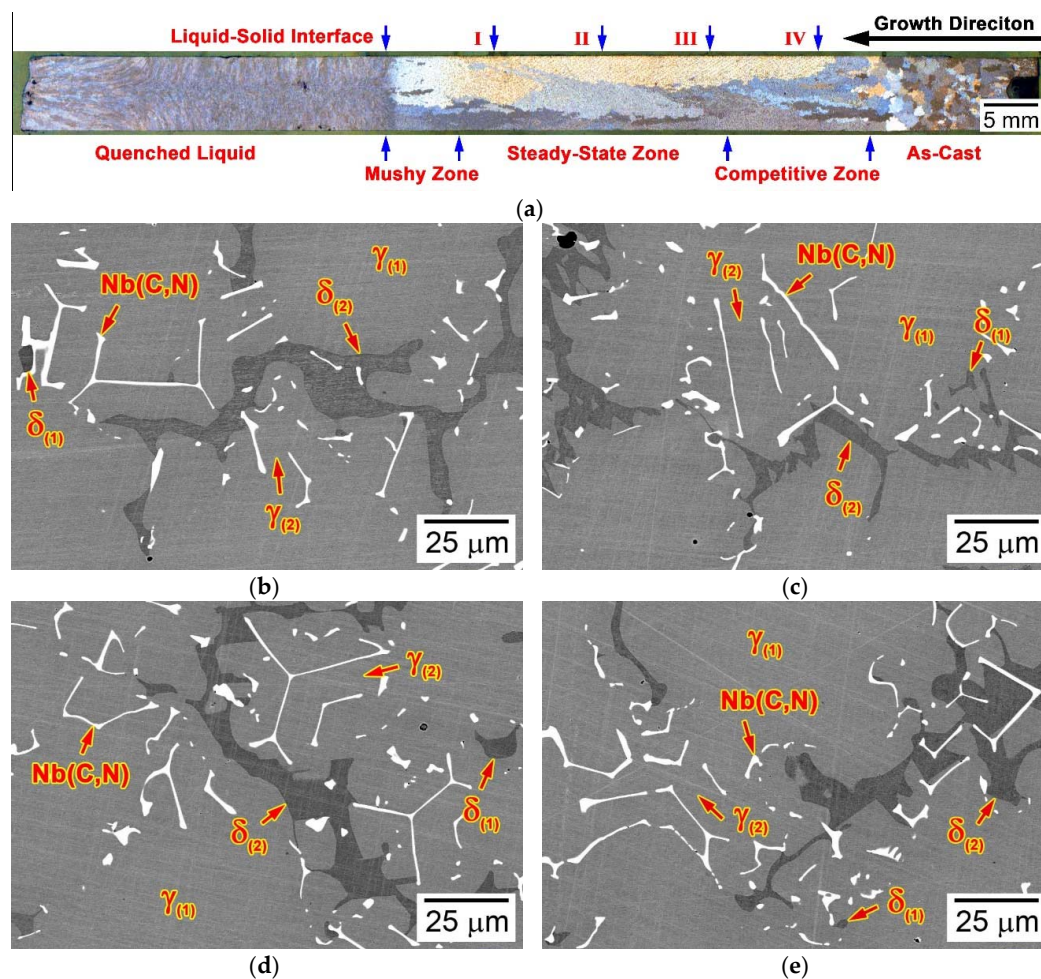 Liquid-Solid Interface I II III IV Growth Direciton
5 mm
Quenched Liquid Mushy Zone Steady-State Zone Competitive Zone As-Cast
(a)
Nb(C,N) γ(1) δ(2)
δ(1)
γ(2)
25 μm
(b)
γ(2) Nb(C,N) γ(1) δ(1)
δ(2)
25 μm
(c)
γ(2)
Nb(C,N) δ(1)
δ(2)
γ(1)
25 μm
(d)
γ(1)
Nb(C,N)
γ(2) δ(2)
δ(1)
25 μm
(e)